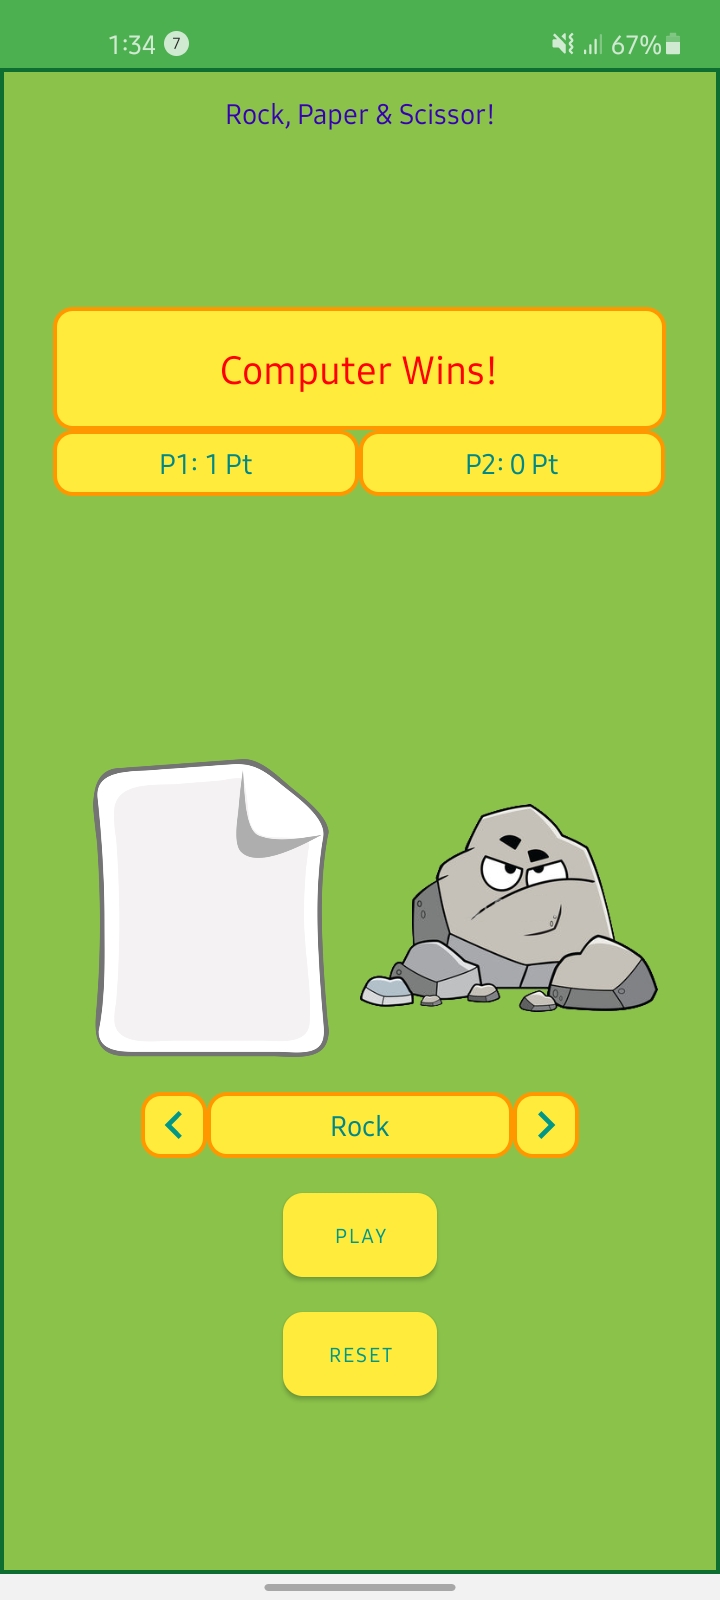 1:34 7 67%
Rock, Paper & Scissor!
Computer Wins!
P1: 1 Pt P2: 0 Pt
Rock
PLAY
RESET